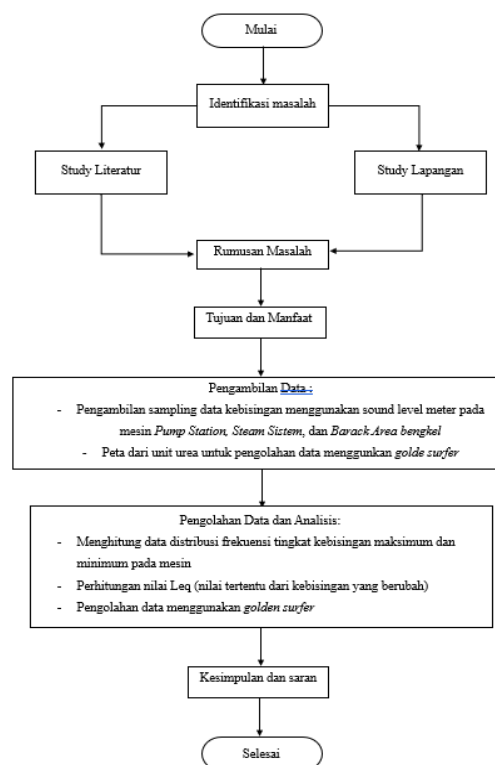 Mulai
Identifikasi masalah
Study Literatur
Study Lapangan
Rumusan Masalah
Tujuan dan Manfaat
Pengambilan Data :
- Pengambilan sampling data kebisingan menggunakan sound level meter pada
mesin Pump Station, Steam Sistem, dan Barack Area bengkel
- Peta dari unit urea untuk pengolahan data menggunkan golde surfer
Pengolahan Data dan Analisis:
- Menghitung data distribusi frekuensi tingkat kebisingan maksimum dan
minimum pada mesin
- Perhitungan nilai Leq (nilai tertentu dari kebisingan yang berubah)
- Pengolahan data menggunakan golden surfer
Kesimpulan dan saran
Selesai